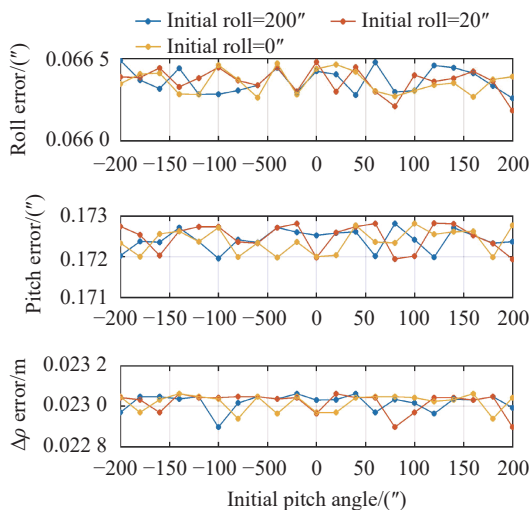 Initial roll=200″ Initial roll=20″
Initial roll=0″
Roll error/(″)
0.066 5
0.066 0
−200 −150 −100 −500 0 50 100 150 200
Pitch error/(″)
0.173
0.172
0.171
−200 −150 −100 −500 0 50 100 150 200
Δρ error/m
0.023 2
0.023 0
0.022 8
−200 −150 −100 −500 0 50 100 150 200
Initial pitch angle/(″)